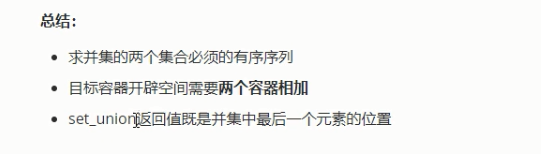 总结：
求并集的两个集合必须的有序序列
目标容器开辟空间需要两个容器相加
set_union返回值既是并集中最后一个元素的位置